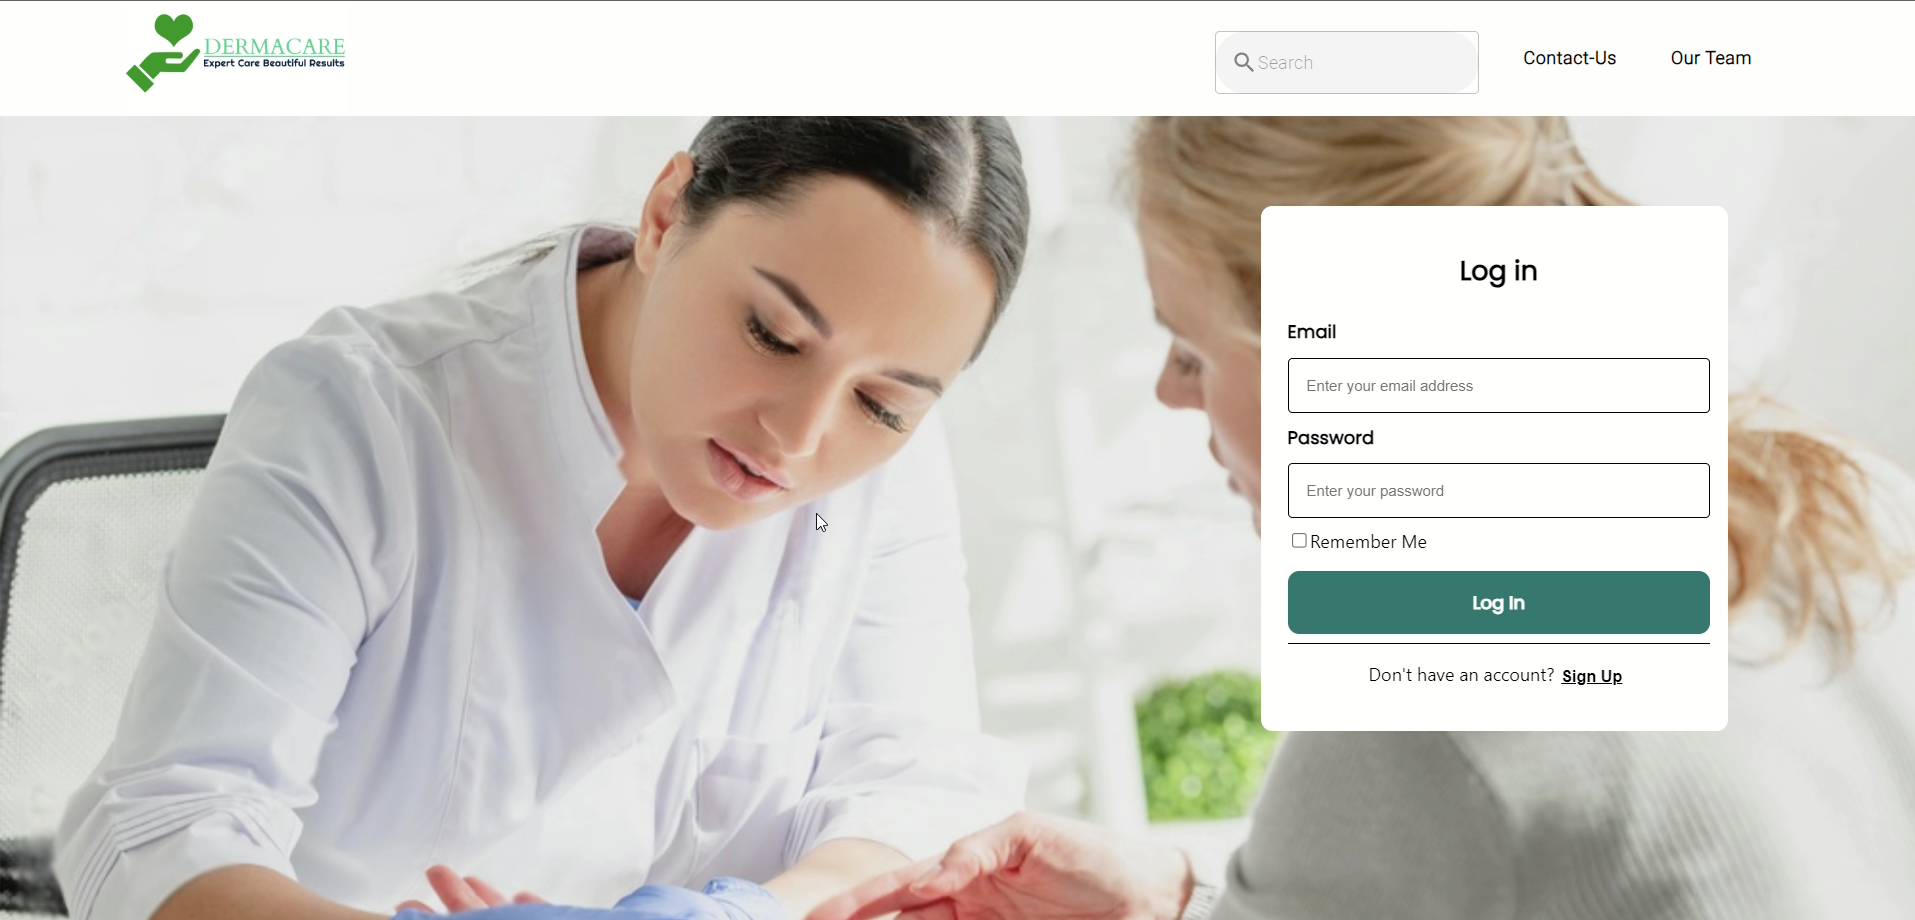 DERMACARE
Expert Care Beautiful Results
Search
Contact-Us
Our Team
Log in
Email
Enter your email address
Password
Enter your password
Remember Me
Log In
Don't have an account? Sign Up